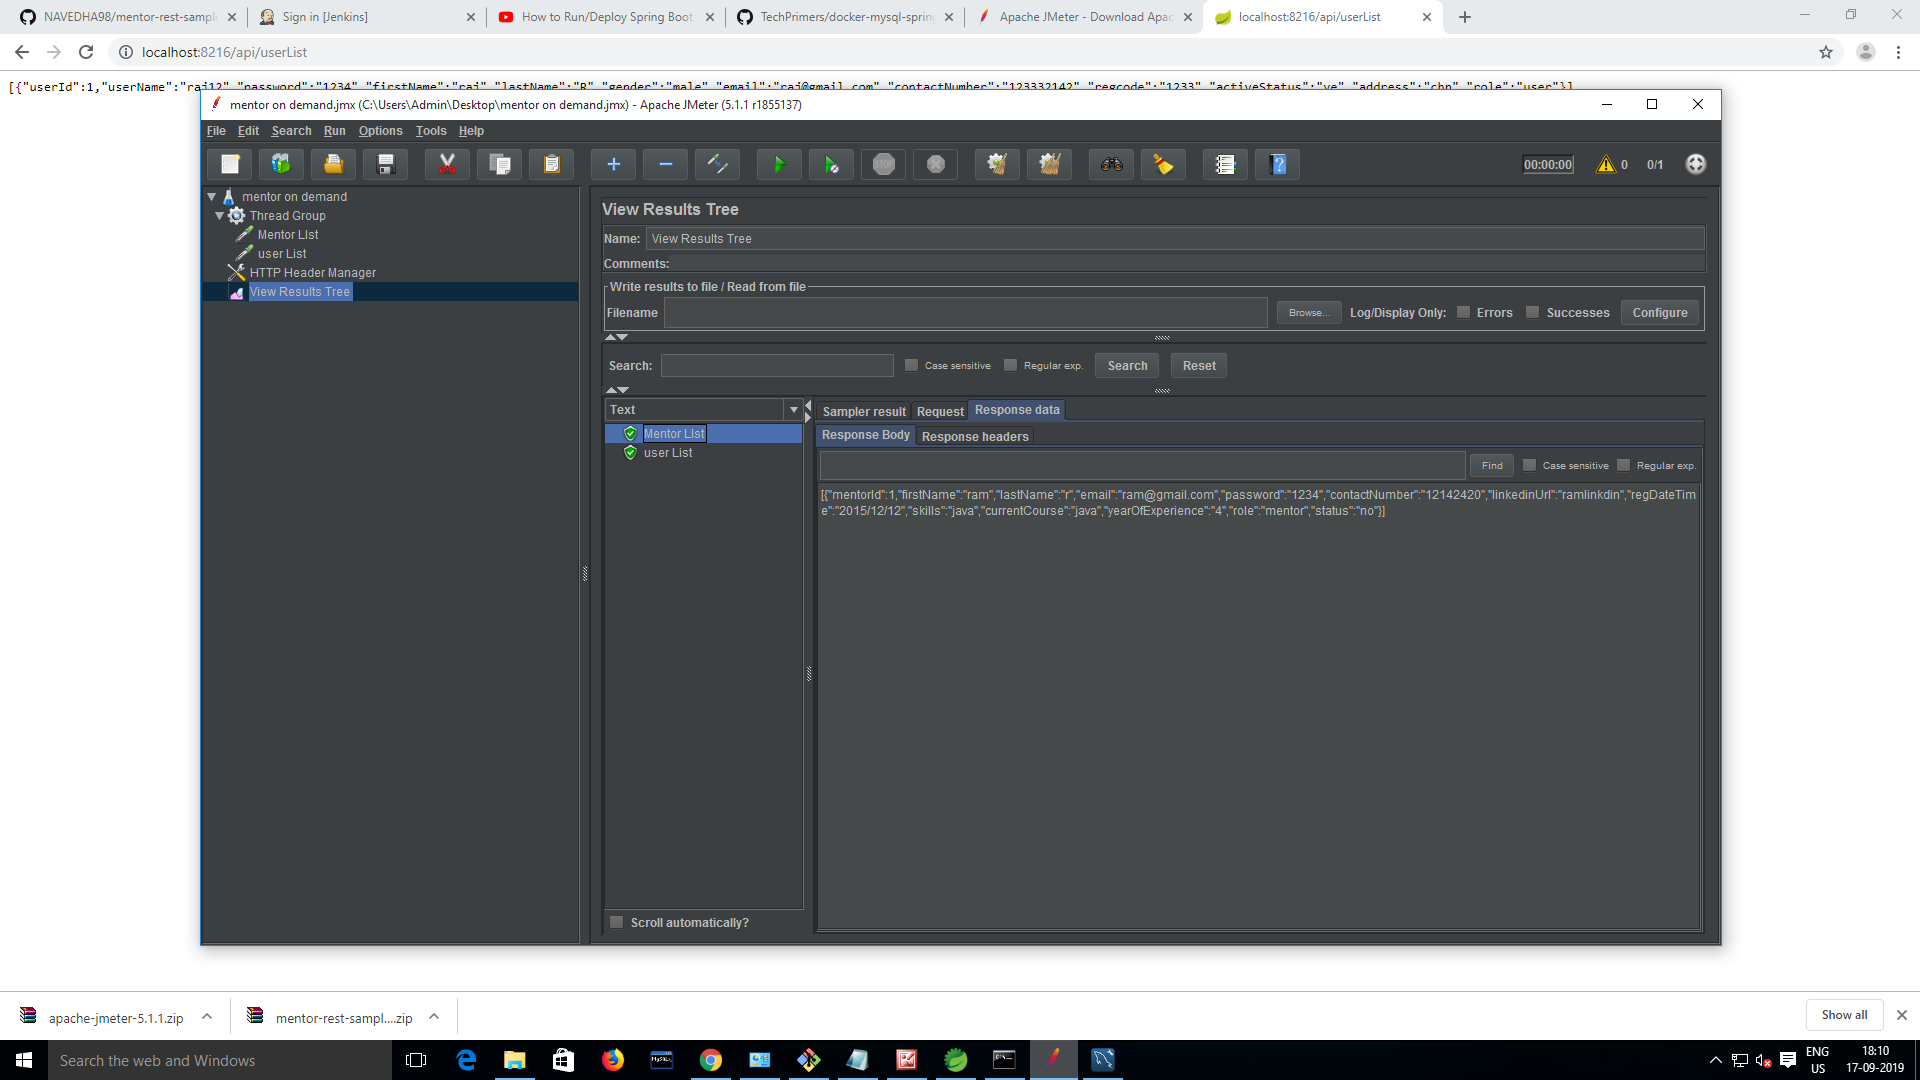 NAVEDHA98/mentor-rest-sampl
Sign in [Jenkins]
How to Run/Deploy Spring Boot
TechPrimers/docker-mysql-spring
Apache JMeter - Download Apac
localhost:8216/api/userList
localhost:8216/api/userList
[{"userId":1,"userName":"raj12","password":"1234","firstName":"raj","lastName":"R","gender":"male","email":"raj@gmail.com","contactNumber":"123332142","regcode":"1233","activeStatus":"ye","address":"chn","role":"user"}]
mentor on demand.jmx (C:\Users\Admin\Desktop\mentor on demand.jmx) - Apache JMeter (5.1.1 r1855137)
File Edit Search Run Options Tools Help
STOP
00:00:00 0 0/1
mentor on demand
Thread Group
Mentor LIst
user List
HTTP Header Manager
View Results Tree
View Results Tree
Name: View Results Tree
Comments:
Write results to file / Read from file
Filename Browse... Log/Display Only: Errors Successes Configure
Search: Case sensitive Regular exp. Search Reset
Text
Mentor LIst
user List
Scroll automatically?
Sampler result Request Response data
Response Body Response headers
Find Case sensitive Regular exp.
[{"mentorId":1,"firstName":"ram","lastName":"r","email":"ram@gmail.com","password":"1234","contactNumber":"12142420","linkedinUrl":"ramlinkdin","regDateTim
e":"2015/12/12","skills":"java","currentCourse":"java","yearOfExperience":"4","role":"mentor","status":"no"}]
apache-jmeter-5.1.1.zip
mentor-rest-sampl....zip
Show all
Search the web and Windows
MySQL
ENG
US
18:10
17-09-2019